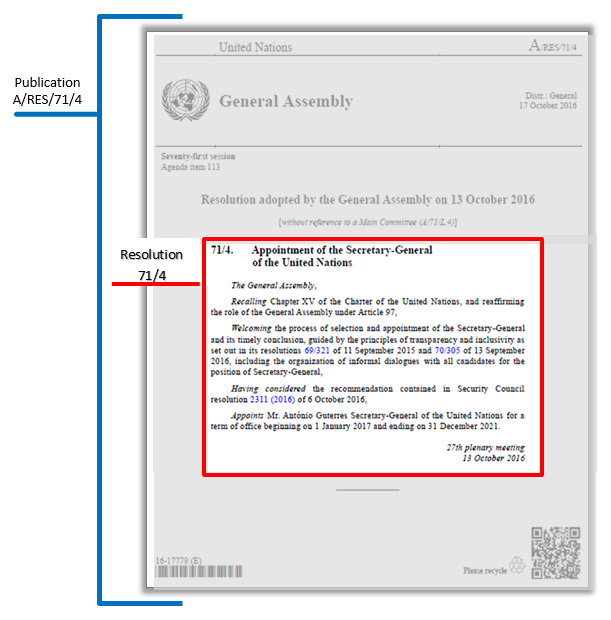 Publication
A/RES/71/4
Resolution
71/4
United Nations
A/RES/71/4
General Assembly
Distr.: General
17 October 2016
Seventy-first session
Agenda item 113
Resolution adopted by the General Assembly on 13 October 2016
[without reference to a Main Committee (A/71/L.4)]
71/4. Appointment of the Secretary-General
of the United Nations
The General Assembly,
Recalling Chapter XV of the Charter of the United Nations, and reaffirming
the role of the General Assembly under Article 97,
Welcoming the process of selection and appointment of the Secretary-General
and its timely conclusion, guided by the principles of transparency and inclusivity as
set out in its resolutions 69/321 of 11 September 2015 and 70/305 of 13 September
2016, including the organization of informal dialogues with all candidates for the
position of Secretary-General,
Having considered the recommendation contained in Security Council
resolution 2311 (2016) of 6 October 2016,
Appoints Mr. António Guterres Secretary-General of the United Nations for a
term of office beginning on 1 January 2017 and ending on 31 December 2021.
27th plenary meeting
13 October 2016
16-17779 (E)
Please recycle